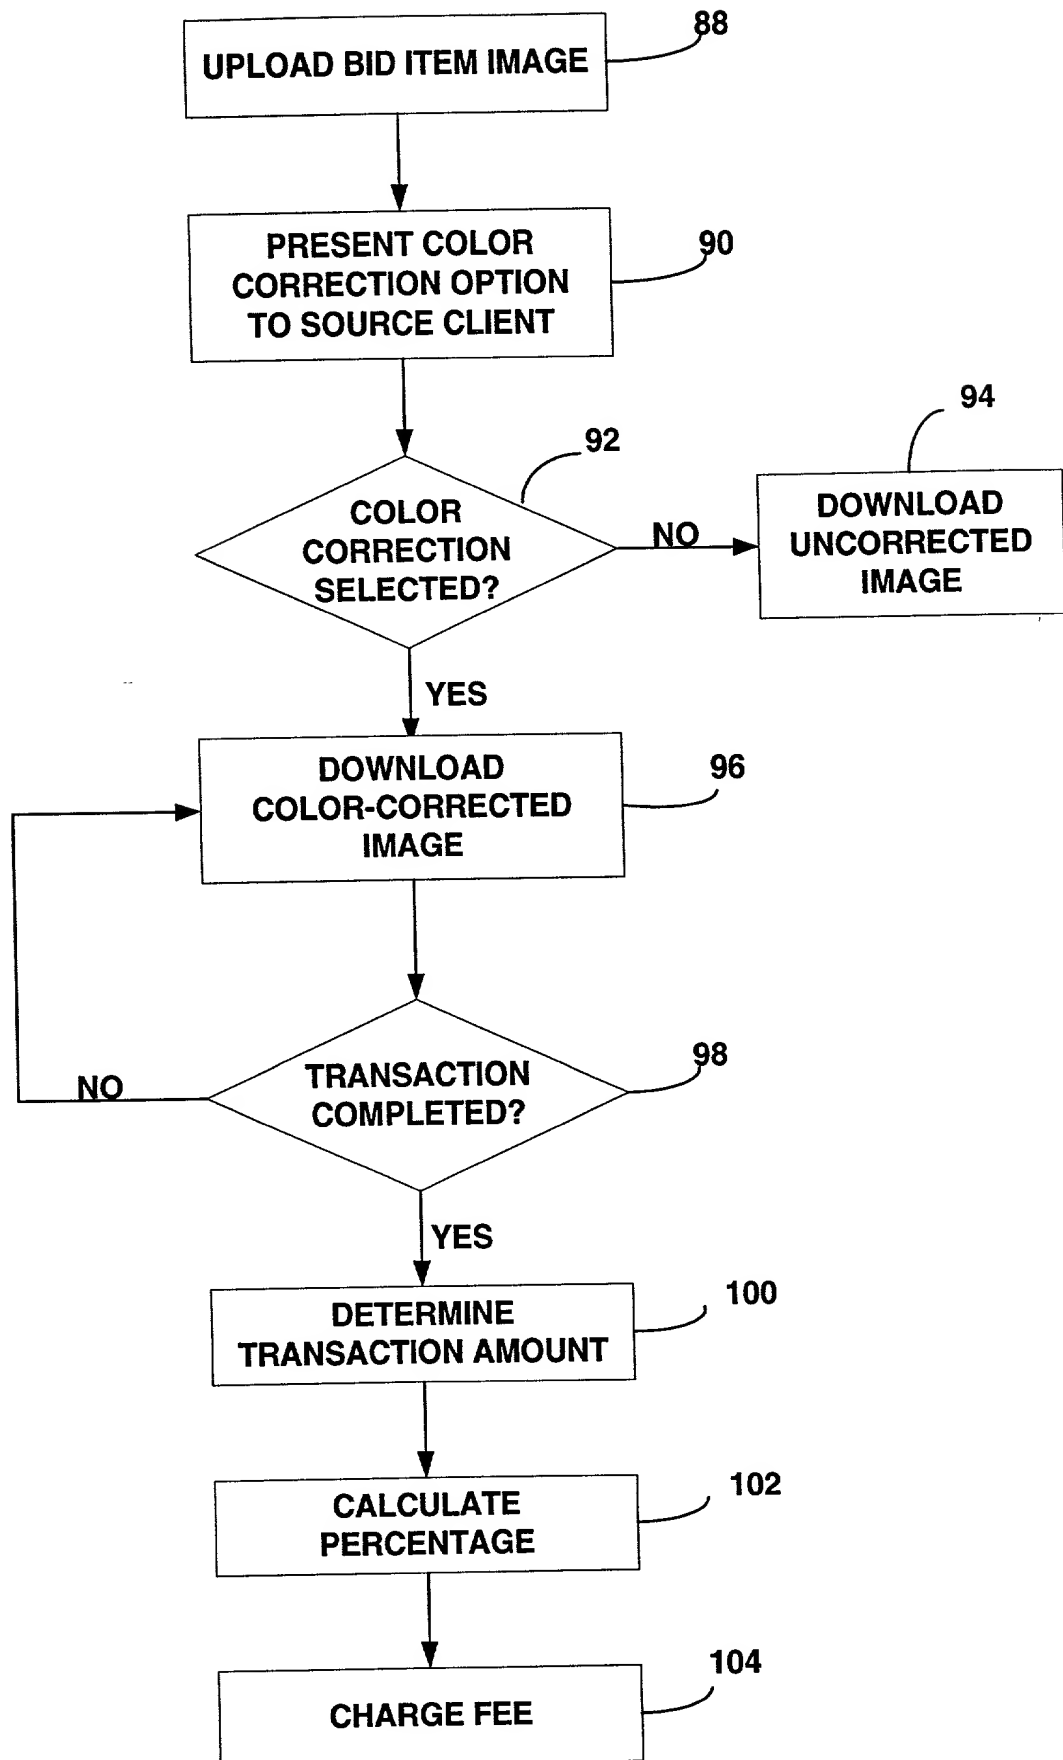 88
UPLOAD BID ITEM IMAGE
PRESENT COLOR
CORRECTION OPTION
TO SOURCE CLIENT
90
92
COLOR
CORRECTION
SELECTED?
NO
94
DOWNLOAD
UNCORRECTED
IMAGE
YES
DOWNLOAD
COLOR-CORRECTED
IMAGE
96
TRANSACTION
COMPLETED?
98
NO
YES
DETERMINE
TRANSACTION AMOUNT
100
CALCULATE
PERCENTAGE
102
CHARGE FEE
104